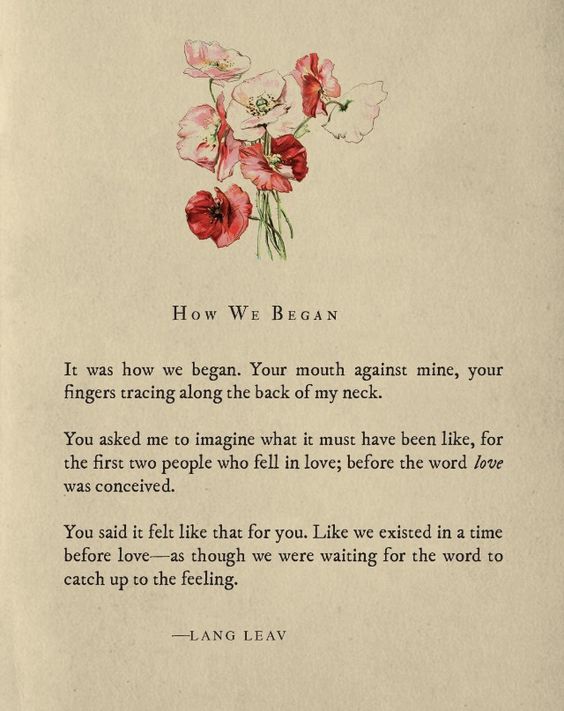 How We Began
It was how we began. Your mouth against mine, your
fingers tracing along the back of my neck.
You asked me to imagine what it must have been like, for
the first two people who fell in love; before the word love
was conceived.
You said it felt like that for you. Like we existed in a time
before love—as though we were waiting for the word to
catch up to the feeling.
—LANG LEAV